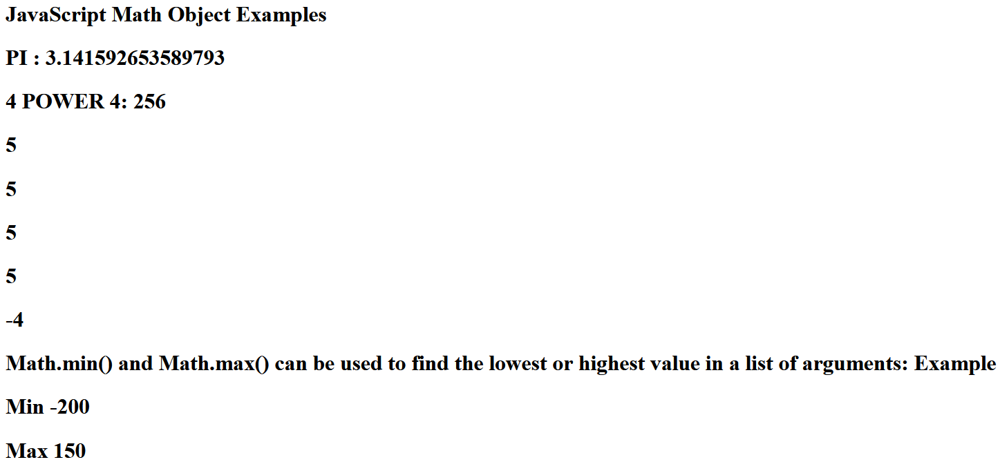 JavaScript Math Object Examples
PI : 3.141592653589793
4 POWER 4: 256
5
5
5
5
-4
Math.min() and Math.max() can be used to find the lowest or highest value in a list of arguments: Example
Min -200
Max 150